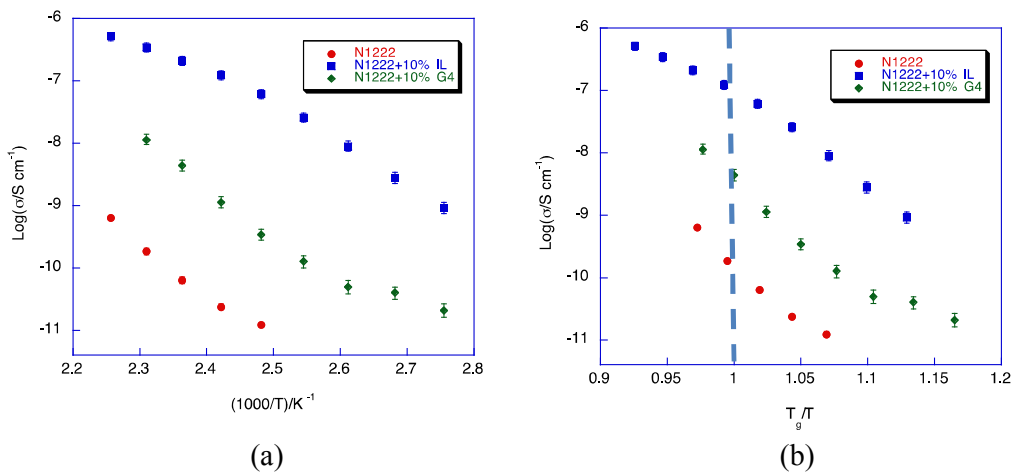 -6
-7
-8
-9
-10
-11
Log(σ/S cm⁻¹)
N1222
N1222+10% IL
N1222+10% G4
2.2 2.3 2.4 2.5 2.6 2.7 2.8
(1000/T)/K⁻¹
(a)
-6
-7
-8
-9
-10
-11
Log(σ/S cm⁻¹)
N1222
N1222+10% IL
N1222+10% G4
0.9 0.95 1 1.05 1.1 1.15 1.2
T_g/T
(b)